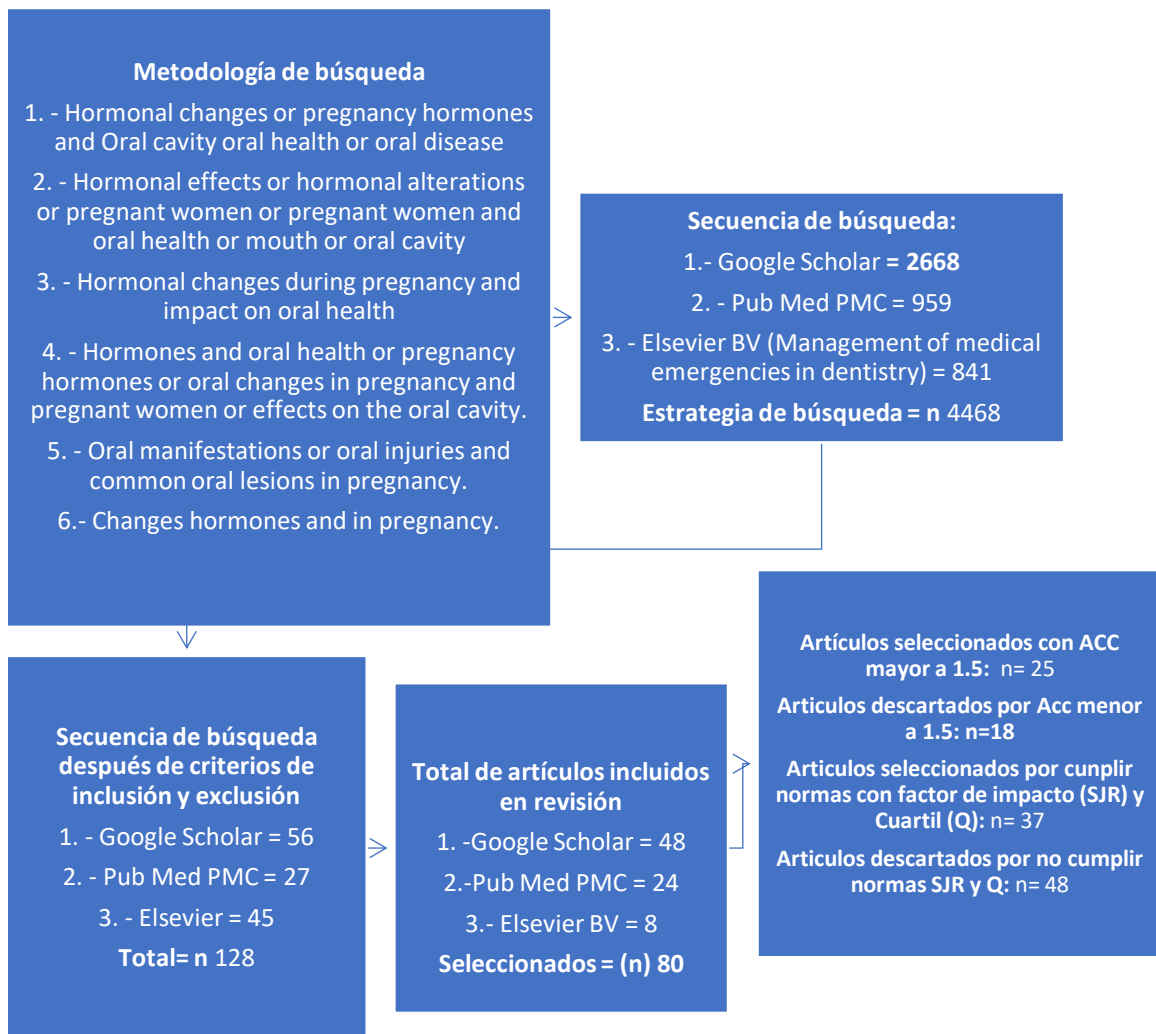 Metodología de búsqueda
1. - Hormonal changes or pregnancy hormones
and Oral cavity oral health or oral disease
2. - Hormonal effects or hormonal alterations
or pregnant women or pregnant women and
oral health or mouth or oral cavity
3. - Hormonal changes during pregnancy and
impact on oral health
4. - Hormones and oral health or pregnancy
hormones or oral changes in pregnancy and
pregnant women or effects on the oral cavity.
5. - Oral manifestations or oral injuries and
common oral lesions in pregnancy.
6.- Changes hormones and in pregnancy.
Secuencia de búsqueda:
1.- Google Scholar = 2668
2. - Pub Med PMC = 959
3. - Elsevier BV (Management of medical
emergencies in dentistry) = 841
Estrategia de búsqueda = n 4468
Secuencia de búsqueda
después de criterios de
inclusión y exclusión
1. - Google Scholar = 56
2. - Pub Med PMC = 27
3. - Elsevier = 45
Total= n 128
Total de artículos incluidos
en revisión
1. -Google Scholar = 48
2.-Pub Med PMC = 24
3.- Elsevier BV = 8
Seleccionados = (n) 80
Artículos seleccionados con ACC
mayor a 1.5: n= 25
Articulos descartados por Acc menor
a 1.5: n=18
Articulos seleccionados por cunplir
normas con factor de impacto (SJR) y
Cuartil (Q): n= 37
Articulos descartados por no cumplir
normas SJR y Q: n= 48